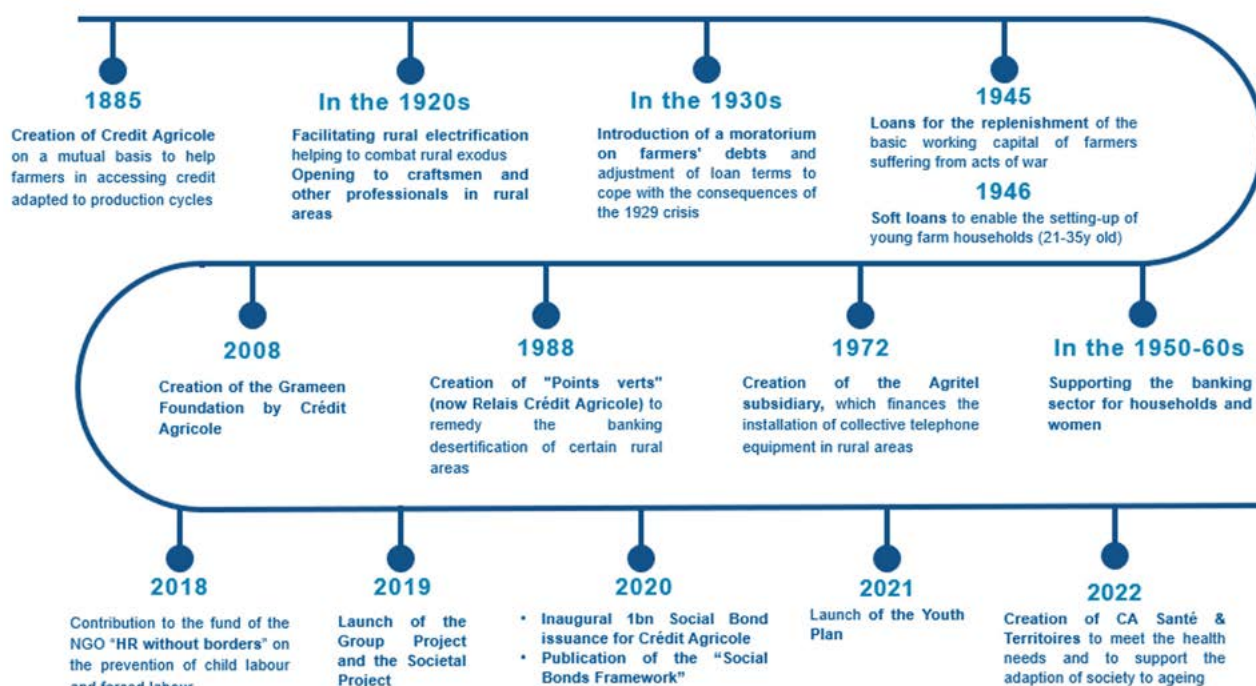 1885
Creation of Credit Agricole
on a mutual basis to help
farmers in accessing credit
adapted to production cycles
In the 1920s
Facilitating rural electrification
helping to combat rural exodus
Opening to craftsmen and
other professionals in rural
areas
In the 1930s
Introduction of a moratorium
on farmers' debts and
adjustment of loan terms to
cope with the consequences of
the 1929 crisis
1945
Loans for the replenishment of the
basic working capital of farmers
suffering from acts of war
1946
Soft loans to enable the setting-up of
young farm households (21-35y old)
In the 1950-60s
Supporting the banking
sector for households and
women
1972
Creation of the Agritel
subsidiary, which finances the
installation of collective telephone
equipment in rural areas
1988
Creation of "Points verts"
(now Relais Crédit Agricole) to
remedy the banking
desertification of certain rural
areas
2008
Creation of the Grameen
Foundation by Crédit
Agricole
2018
Contribution to the fund of the
NGO "HR without borders" on
the prevention of child labour
and forced labour
2019
Launch of the
Group Project
and the Societal
Project
2020
• Inaugural 1bn Social Bond
issuance for Crédit Agricole
• Publication of the "Social
Bonds Framework"
2021
Launch of the Youth
Plan
2022
Creation of CA Santé &
Territoires to meet the health
needs and to support the
adaption of society to ageing